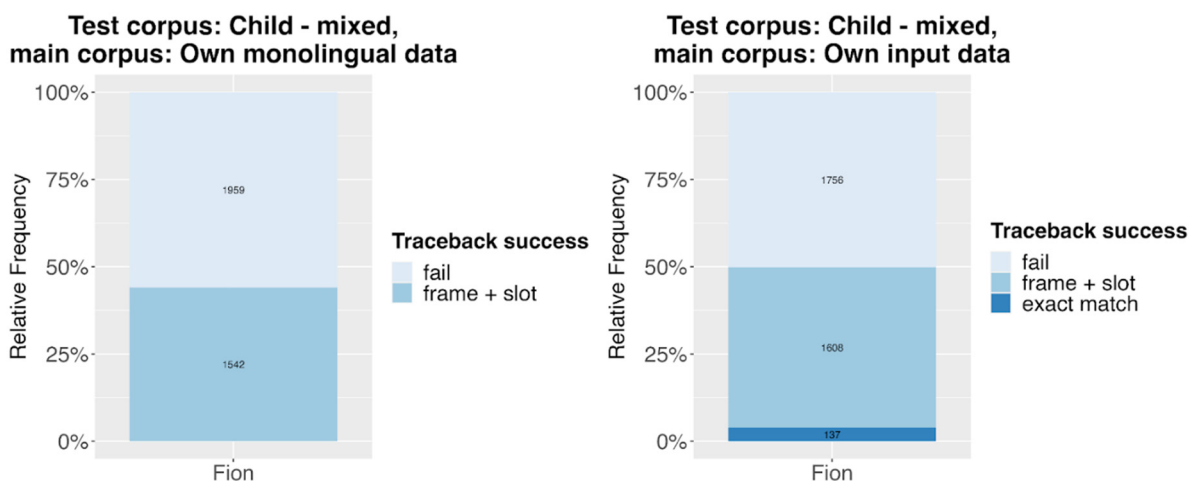 Test corpus: Child - mixed,
main corpus: Own monolingual data
100%
75%
50%
25%
0%
Relative Frequency
1959
1542
Fion
Traceback success
fail
frame + slot
Test corpus: Child - mixed,
main corpus: Own input data
100%
75%
50%
25%
0%
Relative Frequency
1756
1608
137
Fion
Traceback success
fail
frame + slot
exact match